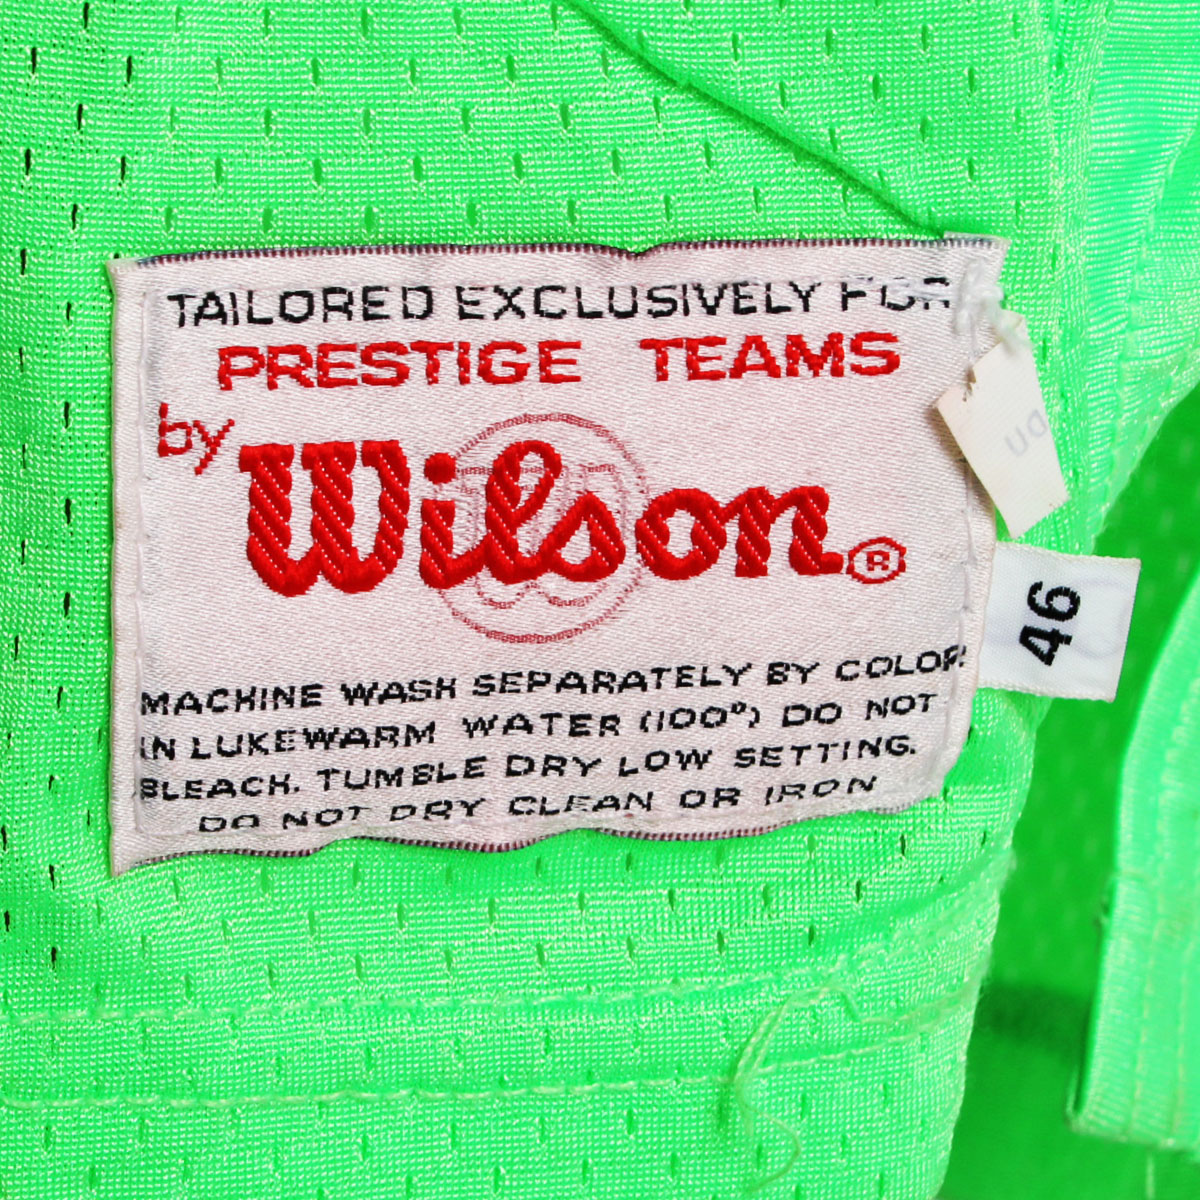 TAILORED EXCLUSIVELY FOR
PRESTIGE TEAMS
by
Wilson®
MACHINE WASH SEPARATELY BY COLOR
IN LUKEWARM WATER (100°) DO NOT
BLEACH. TUMBLE DRY LOW SETTING.
DO NOT DRY CLEAN OR IRON
46